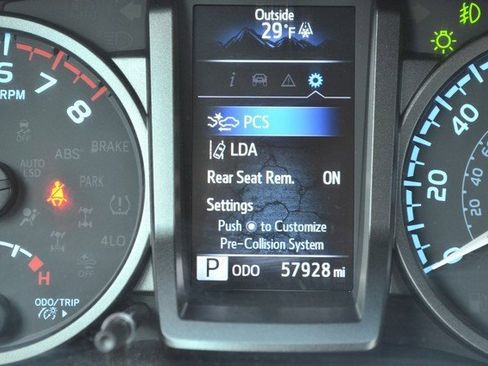 Outside
29°F
PCS
LDA
Rear Seat Rem. ON
Settings
Push to Customize
Pre-Collision System
P ODO 57928 mi
6
7
8
RPM
AUTO
LSD
ABS
BRAKE
PARK
4LO
H
ODO/TRIP
40
20
0